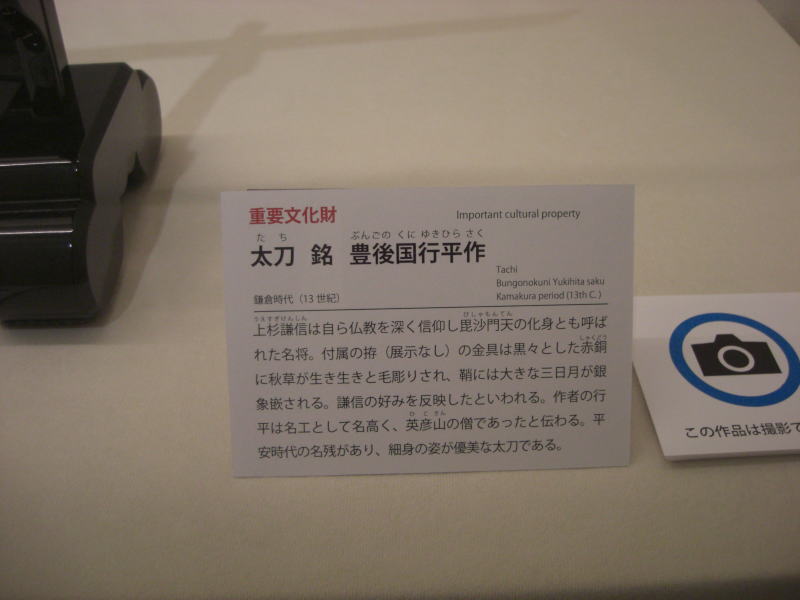 重要文化財
Important cultural property
たち
ぶんごの くに ゆきひら さく
太刀 銘 豊後国行平作
Tachi
Bungonokuni Yukihita saku
鎌倉時代（13 世紀）
Kamakura period (13th C. )
うえすぎけんしん
びしゃもんてん
上杉謙信は自ら仏教を深く信仰し毘沙門天の化身とも呼ば
しゃくどう
れた名将。付属の拵（展示なし）の金具は黒々とした赤銅
に秋草が生き生きと毛彫りされ、鞘には大きな三日月が銀
象嵌される。謙信の好みを反映したといわれる。作者の行
ひこさん
平は名工として名高く、英彦山の僧であったと伝わる。平
安時代の名残があり、細身の姿が優美な太刀である。
この作品は撮影で